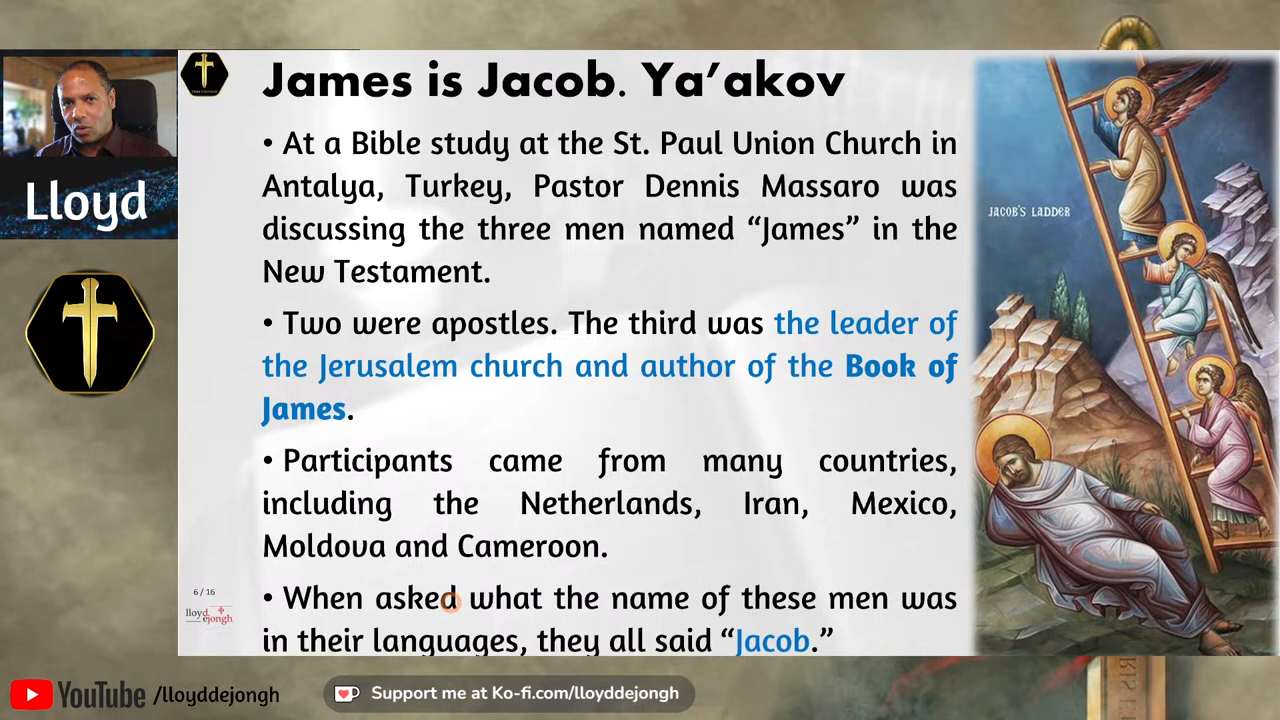 James is Jacob. Ya’akov
• At a Bible study at the St. Paul Union Church in
Antalya, Turkey, Pastor Dennis Massaro was
discussing the three men named “James” in the
New Testament.
• Two were apostles. The third was the leader of
the Jerusalem church and author of the Book of
James.
• Participants came from many countries,
including the Netherlands, Iran, Mexico,
Moldova and Cameroon.
• When asked what the name of these men was
in their languages, they all said “Jacob.”
JACOB'S LADDER
Lloyd
6 / 16
lloyd
ejongh
YouTube /lloyddejongh
Support me at Ko-fi.com/lloyddejongh